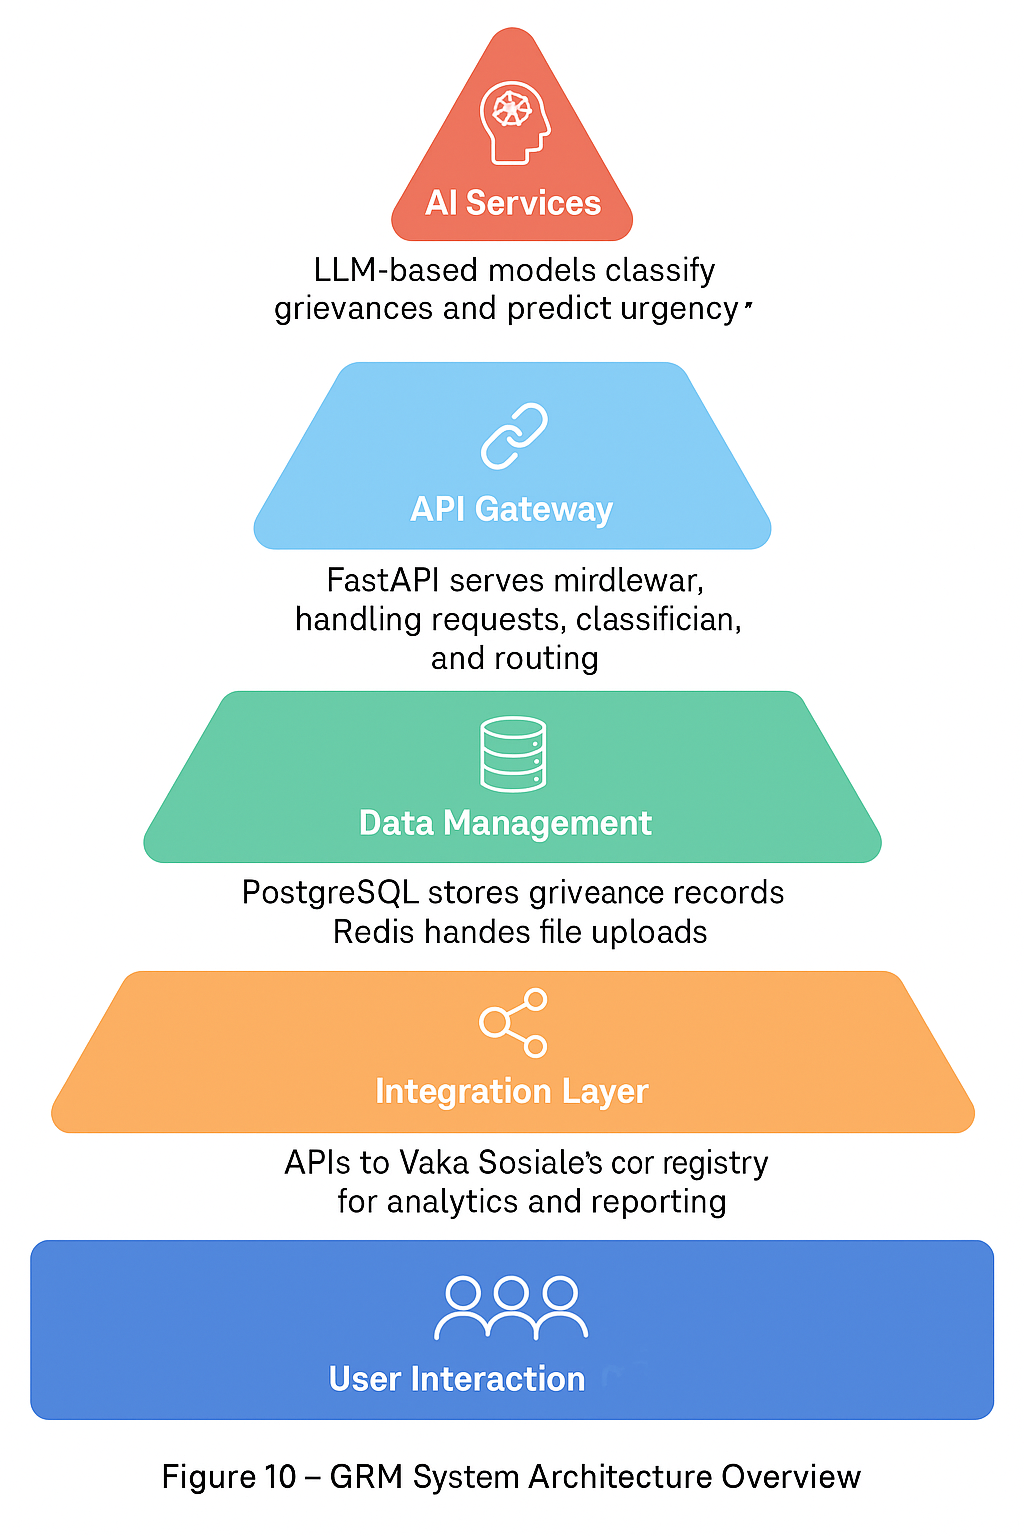 AI Services
LLM-based models classify
grievances and predict urgency"
API Gateway
FastAPI serves mirdlewar,
handling requests, classifician,
and routing
Data Management
PostgreSQL stores griveance records
Redis handes file uploads
Integration Layer
APIs to Vaka Sosiale's cor registry
for analytics and reporting
User Interaction
Figure 10 – GRM System Architecture Overview